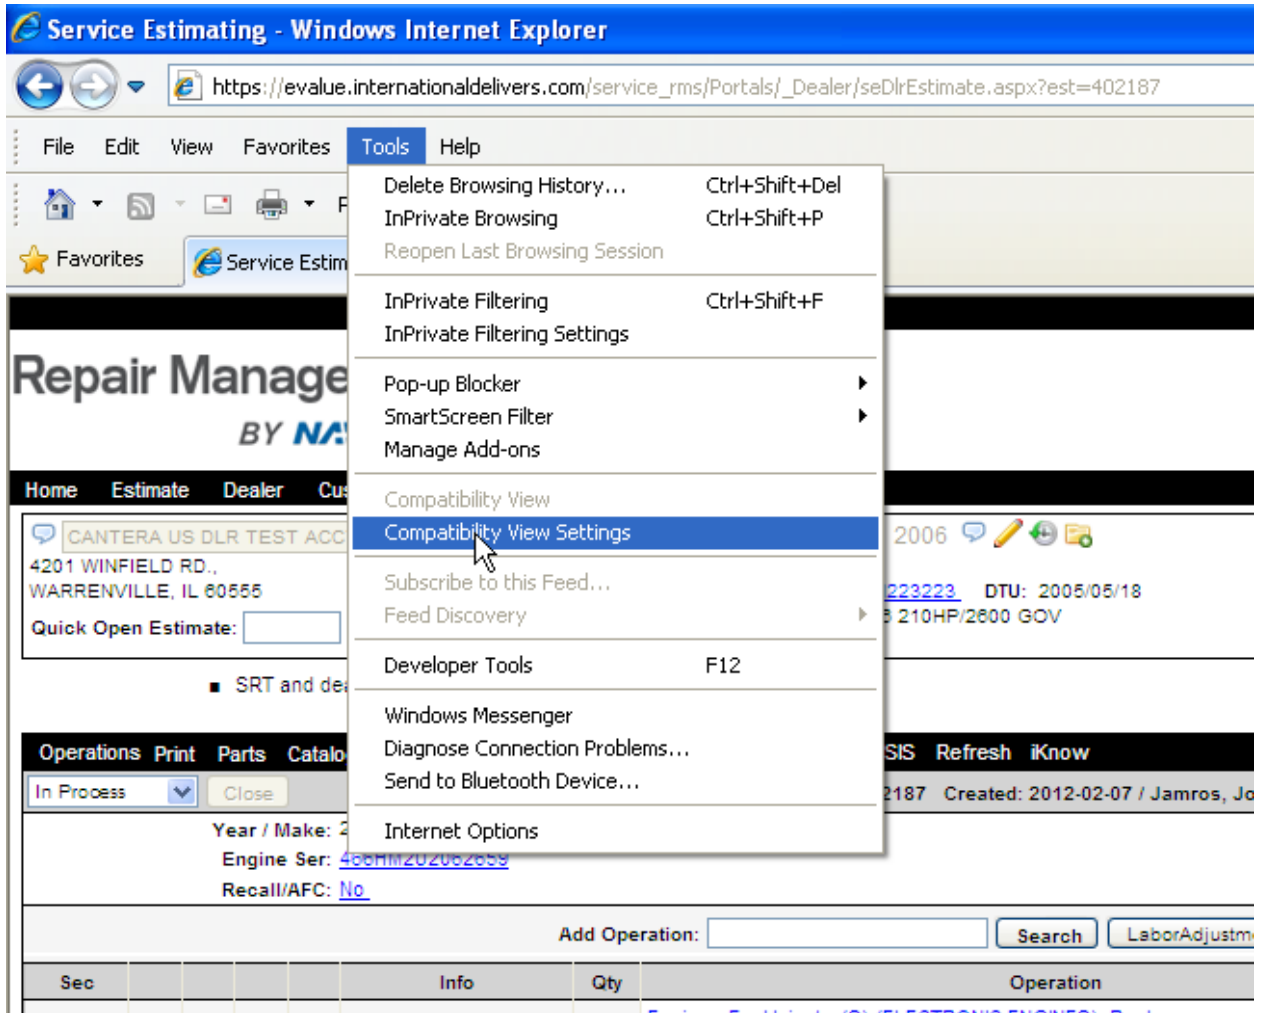 Service Estimating - Windows Internet Explorer
https://evalue.internationaldelivers.com/service_rms/Portals/_Dealer/seDlrEstimate.aspx?est=402187
File Edit View Favorites Tools Help
Delete Browsing History... Ctrl+Shift+Del
InPrivate Browsing Ctrl+Shift+P
Reopen Last Browsing Session
Favorites Service Estim
InPrivate Filtering Ctrl+Shift+F
InPrivate Filtering Settings
Repair Manage
Pop-up Blocker
SmartScreen Filter
BY NAV
Manage Add-ons
Home Estimate Dealer Cus
Compatibility View
CANTERA US DLR TEST ACC
Compatibility View Settings
2006
4201 WINFIELD RD.,
WARRENVILLE, IL 60555
Subscribe to this Feed...
223223 DTU: 2005/05/18
Feed Discovery
210HP/2600 GOV
Quick Open Estimate:
Developer Tools F12
SRT and dea
Windows Messenger
Operations Print Parts Catalo
Diagnose Connection Problems...
SIS Refresh iKnow
In Process Close
Send to Bluetooth Device...
2187 Created: 2012-02-07 / Jamros, Jo
Year / Make: 2
Internet Options
Engine Ser: 466HM2U2062659
Recall/AFC: No
Add Operation: Search LaborAdjustm
Sec Info Qty Operation